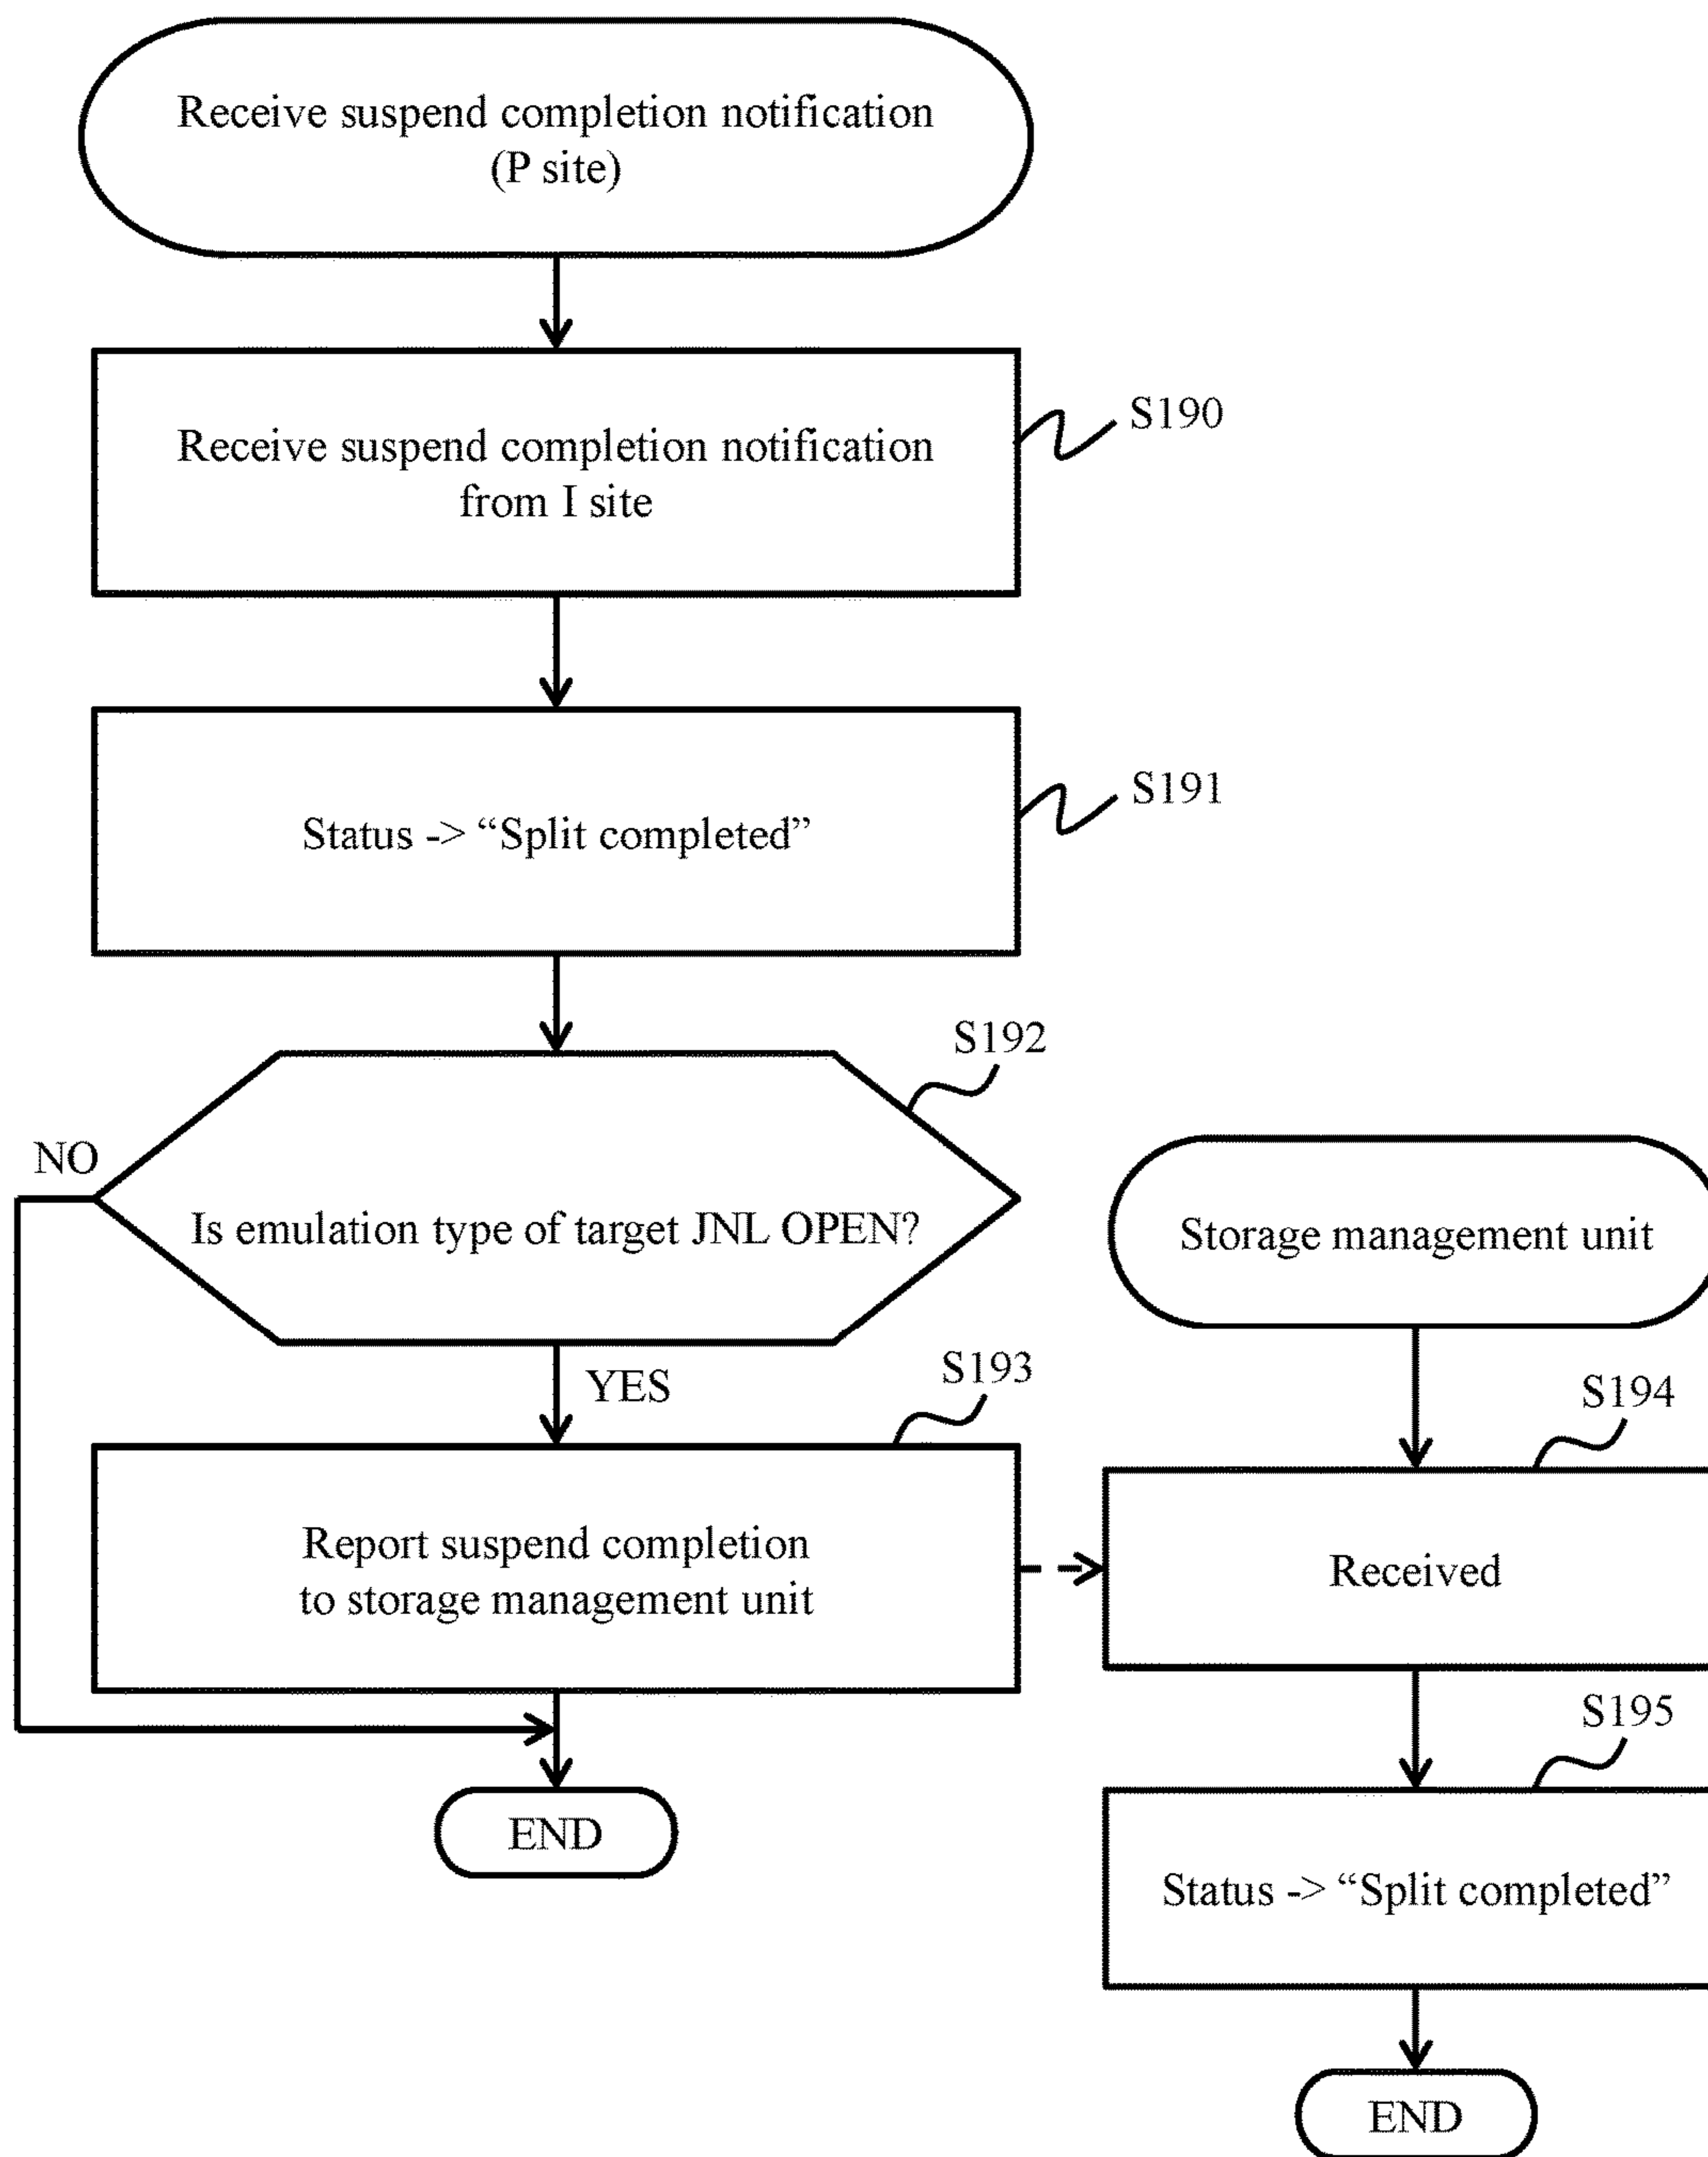 Receive suspend completion notification
(P site)
Receive suspend completion notification
from I site
S190
Status -> “Split completed”
S191
S192
NO
Is emulation type of target JNL OPEN?
YES
S193
Report suspend completion
to storage management unit
END
Storage management unit
S194
Received
S195
Status -> “Split completed”
END